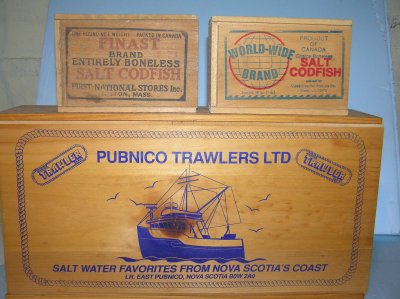 ONE POUND NET WEIGHT PACKED IN CANADA
FINAST
BRAND
ENTIRELY BONELESS
SALT CODFISH
FIRST NATIONAL STORES Inc.
BOSTON, MASS.
PRODUCT OF
CANADA
WORLD-WIDE
BRAND
SALT
CODFISH
PUBNICO TRAWLERS LTD
TRAWLER
TRAWLER
SALT WATER FAVORITES FROM NOVA SCOTIA'S COAST
LR. EAST PUBNICO, NOVA SCOTIA B0W 2A0